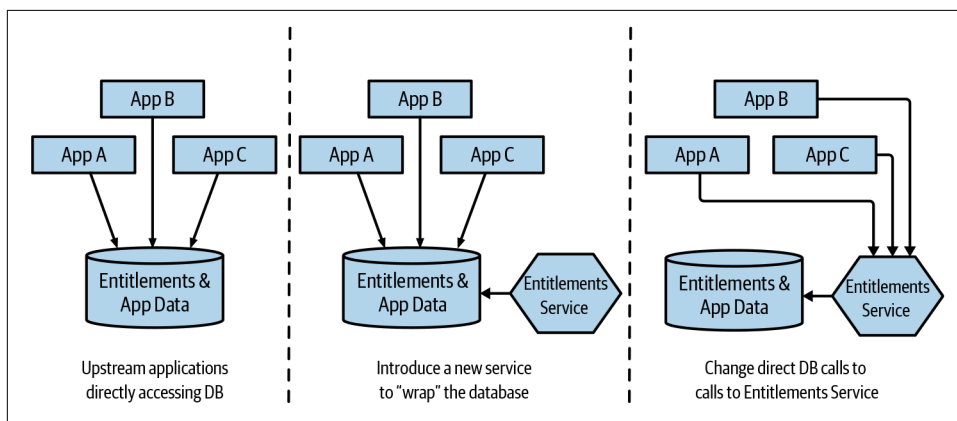 App B
App A
App C
Entitlements &
App Data
Upstream applications
directly accessing DB
App B
App A
App C
Entitlements &
App Data
Entitlements
Service
Introduce a new service
to “wrap” the database
App B
App A
App C
Entitlements &
App Data
Entitlements
Service
Change direct DB calls to
calls to Entitlements Service